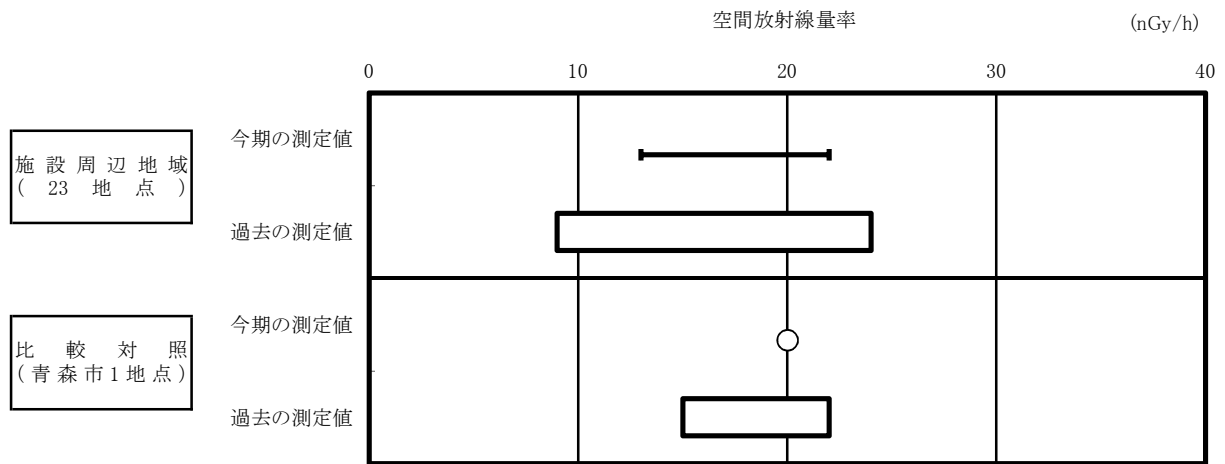 空間放射線量率 (nGy/h)
0 10 20 30 40
施設周辺地域
(23地点)
今期の測定値
過去の測定値
比較対照
(青森市1地点)
今期の測定値
過去の測定値